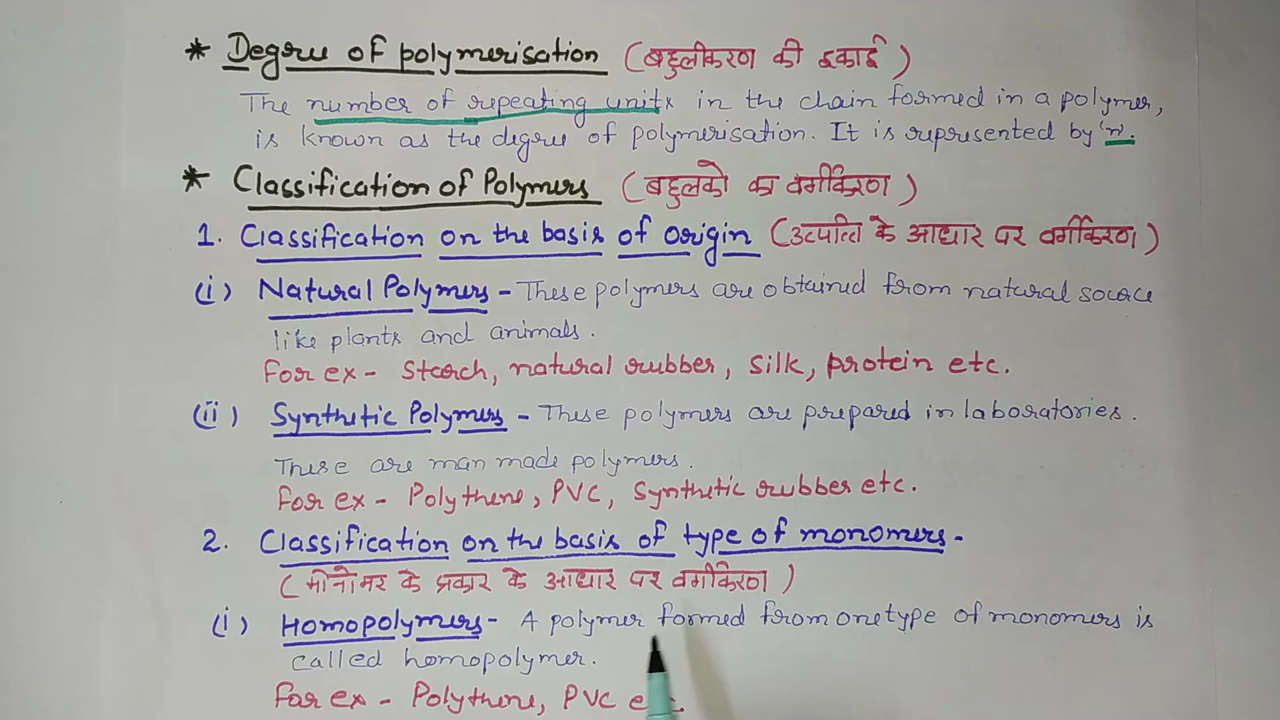 * Degree of polymerisation (बहुलीकरण की इकाई)
The number of repeating units in the chain formed in a polymer,
is known as the degree of polymerisation. It is represented by 'n'.
* Classification of Polymers (बहुलको का वर्गीकरण)
1. Classification on the basis of origin (उत्पत्ति के आधार पर वर्गीकरण)
(i) Natural Polymers - These polymers are obtained from natural source
like plants and animals.
For ex - Starch, natural rubber, silk, protein etc.
(ii) Synthetic Polymers - These polymers are prepared in laboratories.
These are man made polymers.
For ex - Polythene, PVC, Synthetic rubber etc.
2. Classification on the basis of type of monomers -
(मोनोमर के प्रकार के आधार पर वर्गीकरण)
(i) Homopolymers - A polymer formed from one type of monomers is
called homopolymer.
For ex - Polythene, PVC etc.